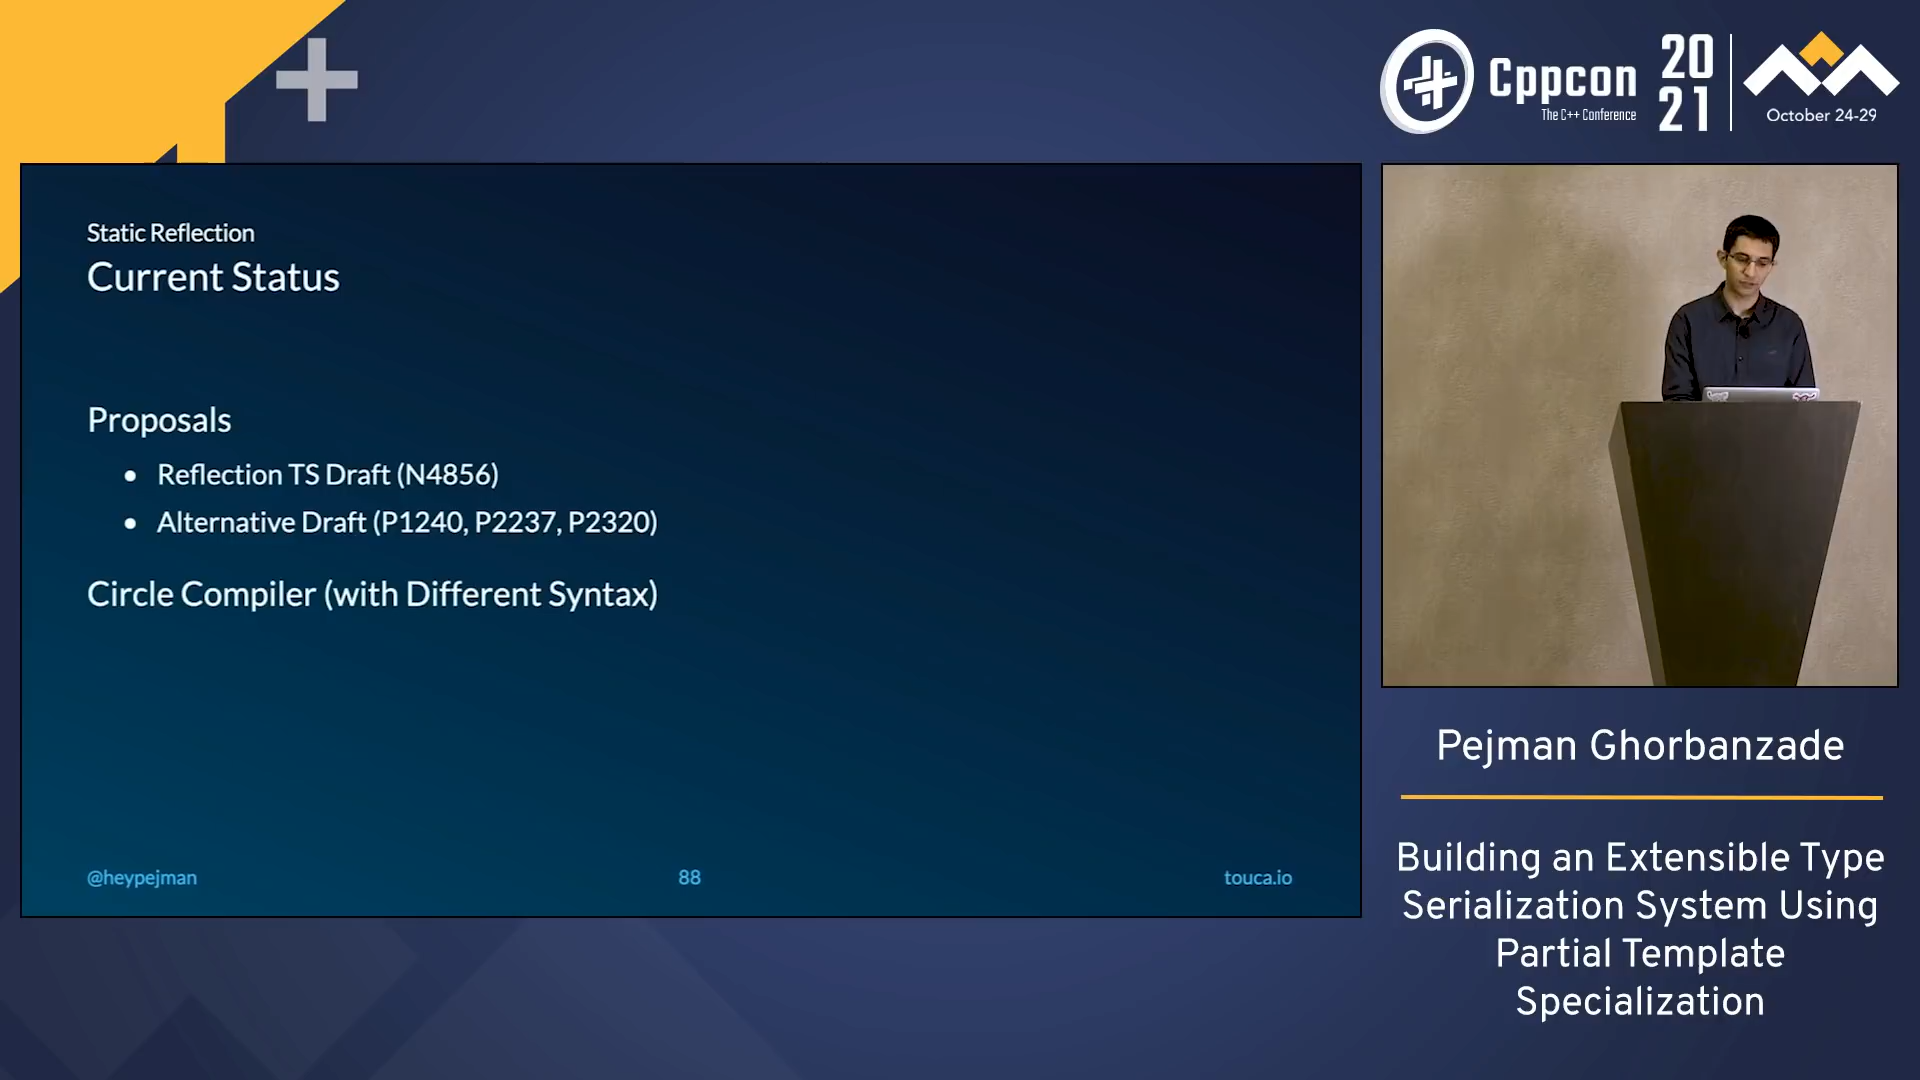 Cppcon
The C++ Conference
20
21
October 24-29
Static Reflection
Current Status
Proposals
• Reflection TS Draft (N4856)
• Alternative Draft (P1240, P2237, P2320)
Circle Compiler (with Different Syntax)
@heypejman
88
touca.io
Pejman Ghorbanzade
Building an Extensible Type
Serialization System Using
Partial Template
Specialization